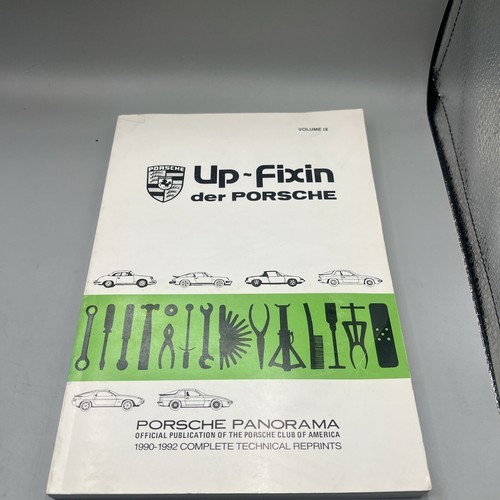 VOLUME IX
PORSCHE
Up-Fixin
der PORSCHE
PORSCHE PANORAMA
OFFICIAL PUBLICATION OF THE PORSCHE CLUB OF AMERICA
1990-1992 COMPLETE TECHNICAL REPRINTS